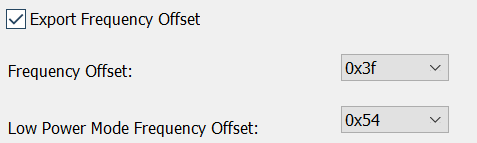 Export Frequency Offset
Frequency Offset: 0x3f
Low Power Mode Frequency Offset: 0x54